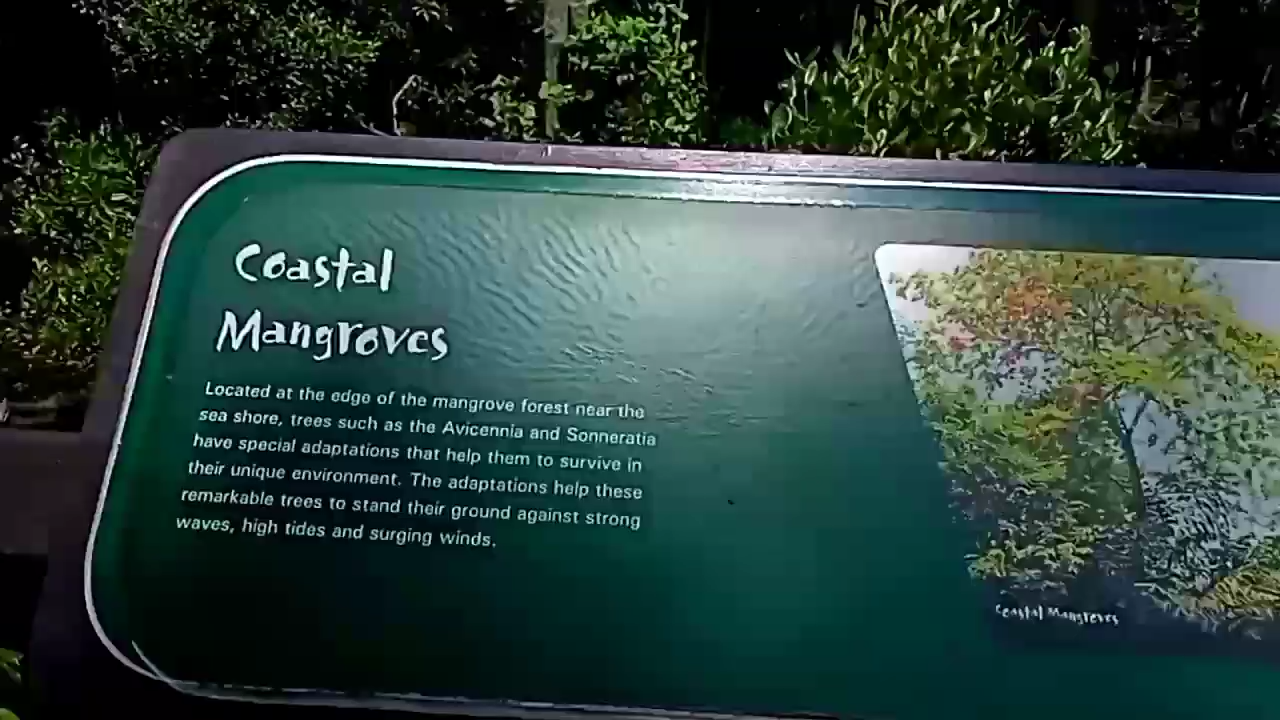 Coastal
Mangroves
Located at the edge of the mangrove forest near the
sea shore, trees such as the Avicennia and Sonneratia
have special adaptations that help them to survive in
their unique environment. The adaptations help these
remarkable trees to stand their ground against strong
waves, high tides and surging winds.
Coastal Mangroves